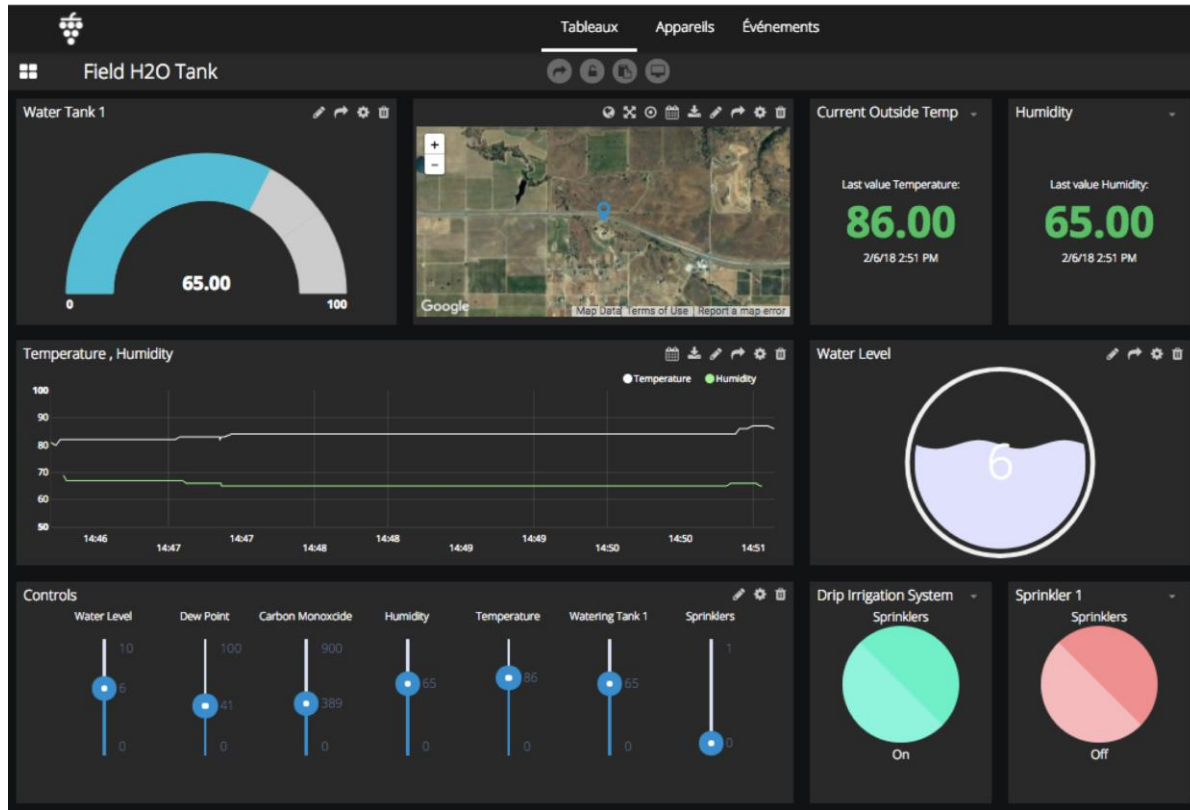 Tableaux Appareils Événements
Field H2O Tank
Water Tank 1
65.00
0 100
+
-
Google
Map Data Terms of Use Report a map error
Current Outside Temp
Last value Temperature:
86.00
2/6/18 2:51 PM
Humidity
Last value Humidity:
65.00
2/6/18 2:51 PM
Temperature , Humidity
Temperature Humidity
100
90
80
70
60
50
14:46 14:47 14:47 14:48 14:48 14:49 14:49 14:50 14:50 14:51
Water Level
6
Controls
Water Level Dew Point Carbon Monoxcide Humidity Temperature Watering Tank 1 Sprinklers
10 100 900 1
6 41 389 65 86 65
0 0 0 0 0 0 0
Drip Irrigation System
Sprinklers
On
Sprinkler 1
Sprinklers
Off